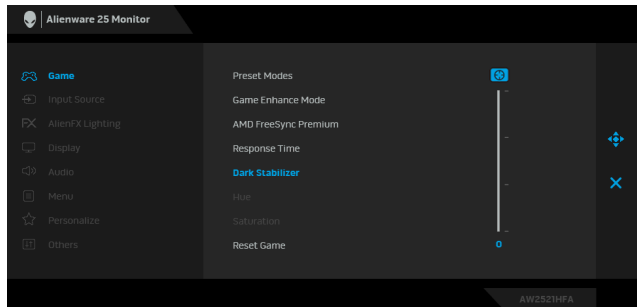 Alienware 25 Monitor
Game
Input Source
AlienFX Lighting
Display
Audio
Menu
Personalize
Others
Preset Modes
Game Enhance Mode
AMD FreeSync Premium
Response Time
Dark Stabilizer
Hue
Saturation
Reset Game
0
AW2521HFA